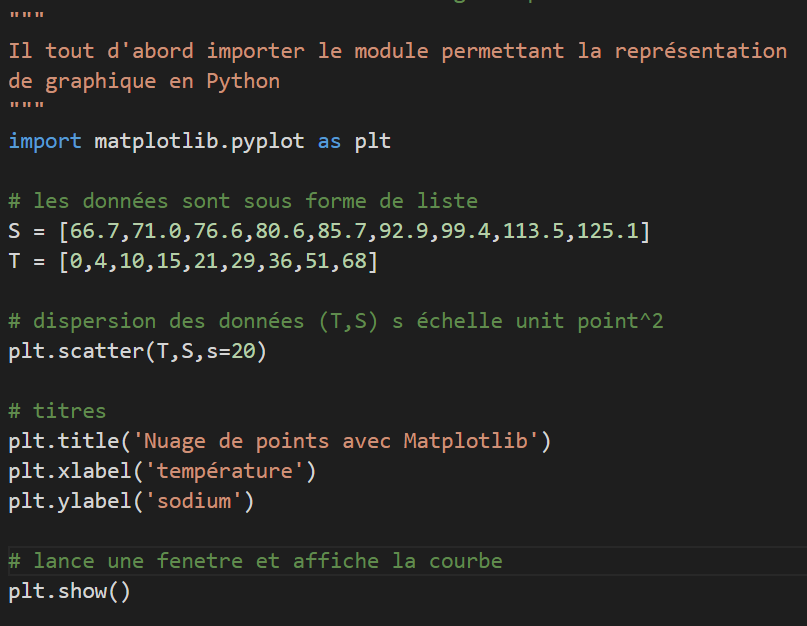 """
Il tout d'abord importer le module permettant la représentation
de graphique en Python
"""
import matplotlib.pyplot as plt
# les données sont sous forme de liste
S = [66.7,71.0,76.6,80.6,85.7,92.9,99.4,113.5,125.1]
T = [0,4,10,15,21,29,36,51,68]
# dispersion des données (T,S) s échelle unit point^2
plt.scatter(T,S,s=20)
# titres
plt.title('Nuage de points avec Matplotlib')
plt.xlabel('température')
plt.ylabel('sodium')
# lance une fenetre et affiche la courbe
plt.show()